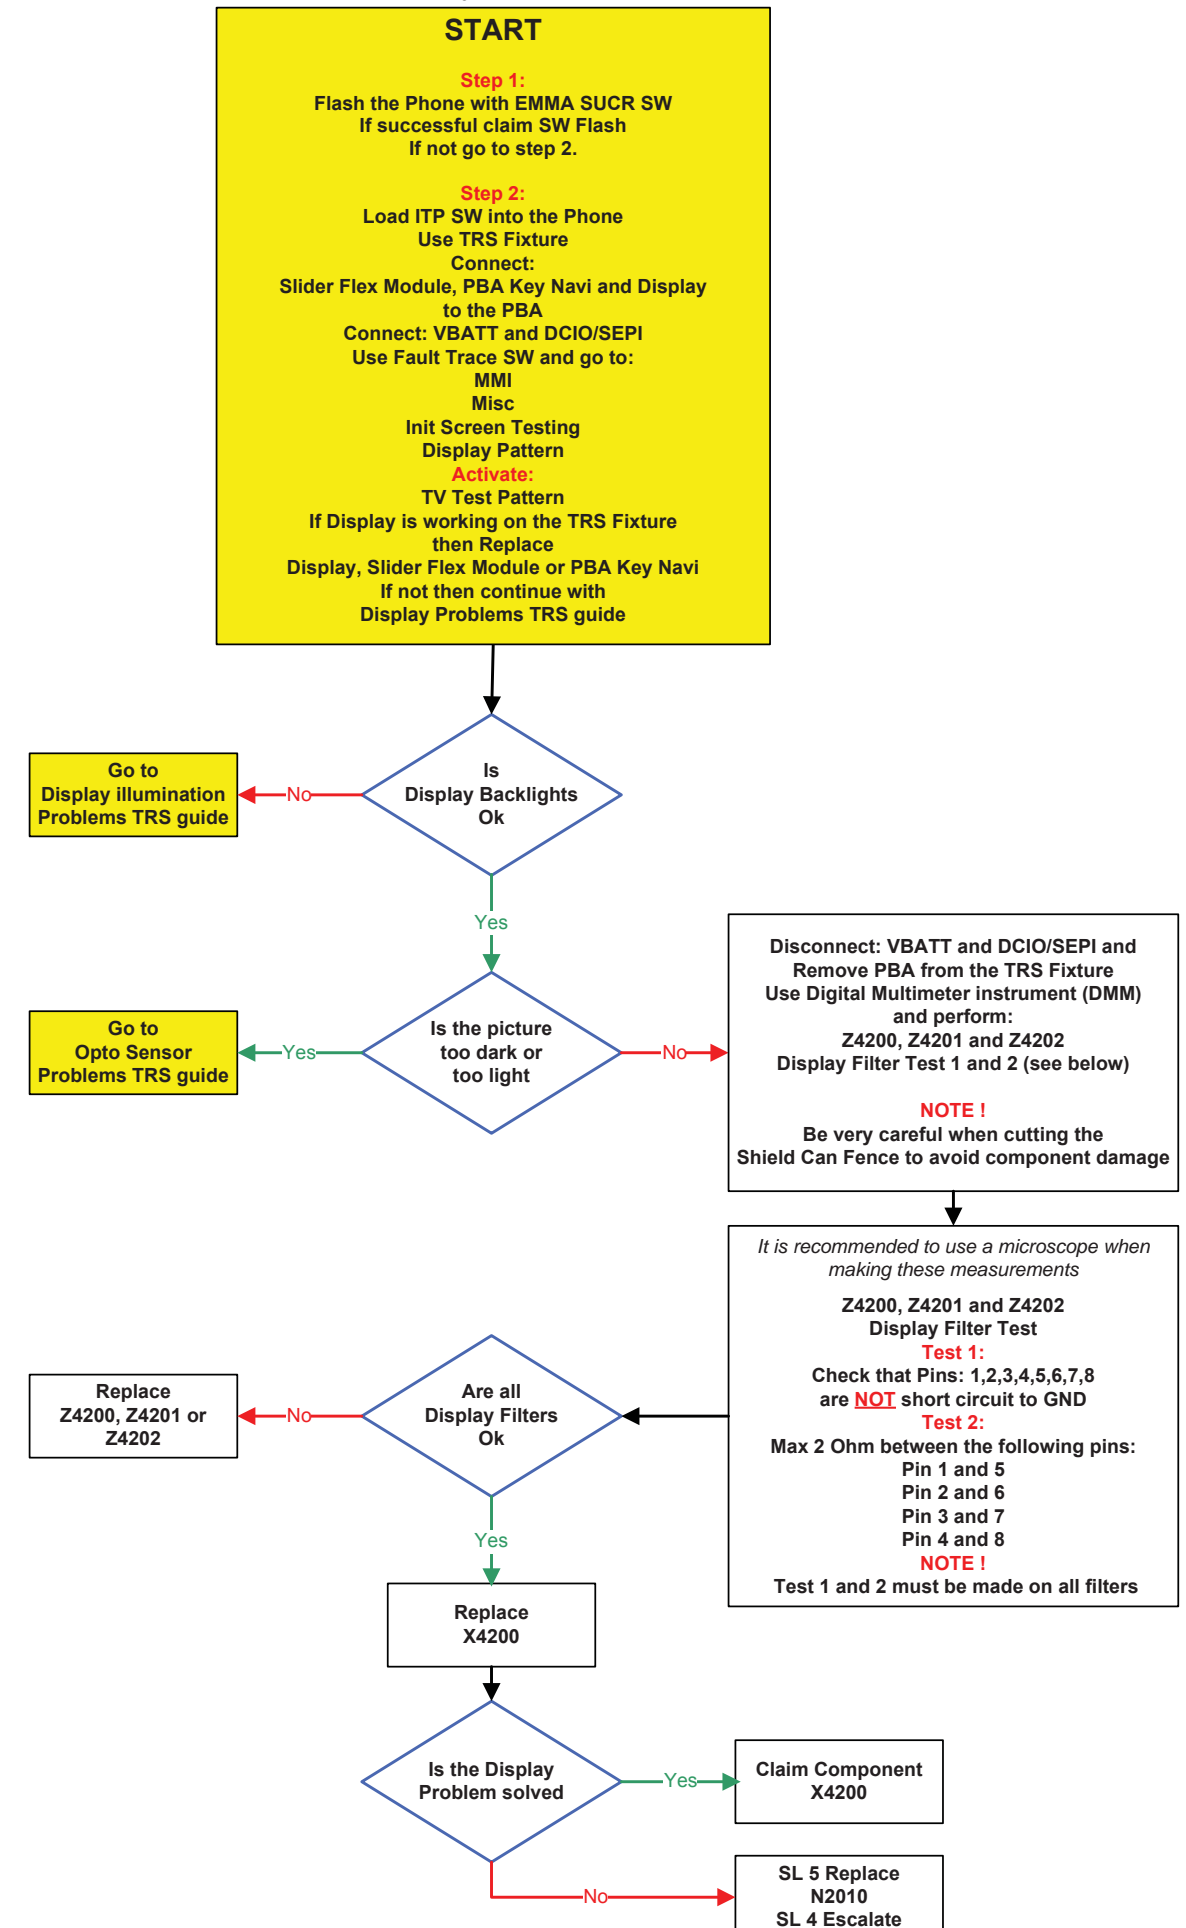 START
Step 1:
Flash the Phone with EMMA SUCR SW
If successful claim SW Flash
If not go to step 2.
Step 2:
Load ITP SW into the Phone
Use TRS Fixture
Connect:
Slider Flex Module, PBA Key Navi and Display
to the PBA
Connect: VBATT and DCIO/SEPI
Use Fault Trace SW and go to:
MMI
Misc
Init Screen Testing
Display Pattern
Activate:
TV Test Pattern
If Display is working on the TRS Fixture
then Replace
Display, Slider Flex Module or PBA Key Navi
If not then continue with
Display Problems TRS guide
Is
Display Backlights
Ok
No
Go to
Display illumination
Problems TRS guide
Yes
Is the picture
too dark or
too light
Yes
Go to
Opto Sensor
Problems TRS guide
No
Disconnect: VBATT and DCIO/SEPI and
Remove PBA from the TRS Fixture
Use Digital Multimeter instrument (DMM)
and perform:
Z4200, Z4201 and Z4202
Display Filter Test 1 and 2 (see below)
NOTE !
Be very careful when cutting the
Shield Can Fence to avoid component damage
It is recommended to use a microscope when
making these measurements
Z4200, Z4201 and Z4202
Display Filter Test
Test 1:
Check that Pins: 1,2,3,4,5,6,7,8
are NOT short circuit to GND
Test 2:
Max 2 Ohm between the following pins:
Pin 1 and 5
Pin 2 and 6
Pin 3 and 7
Pin 4 and 8
NOTE !
Test 1 and 2 must be made on all filters
Are all
Display Filters
Ok
No
Replace
Z4200, Z4201 or
Z4202
Yes
Replace
X4200
Is the Display
Problem solved
Yes
Claim Component
X4200
No
SL 5 Replace
N2010
SL 4 Escalate